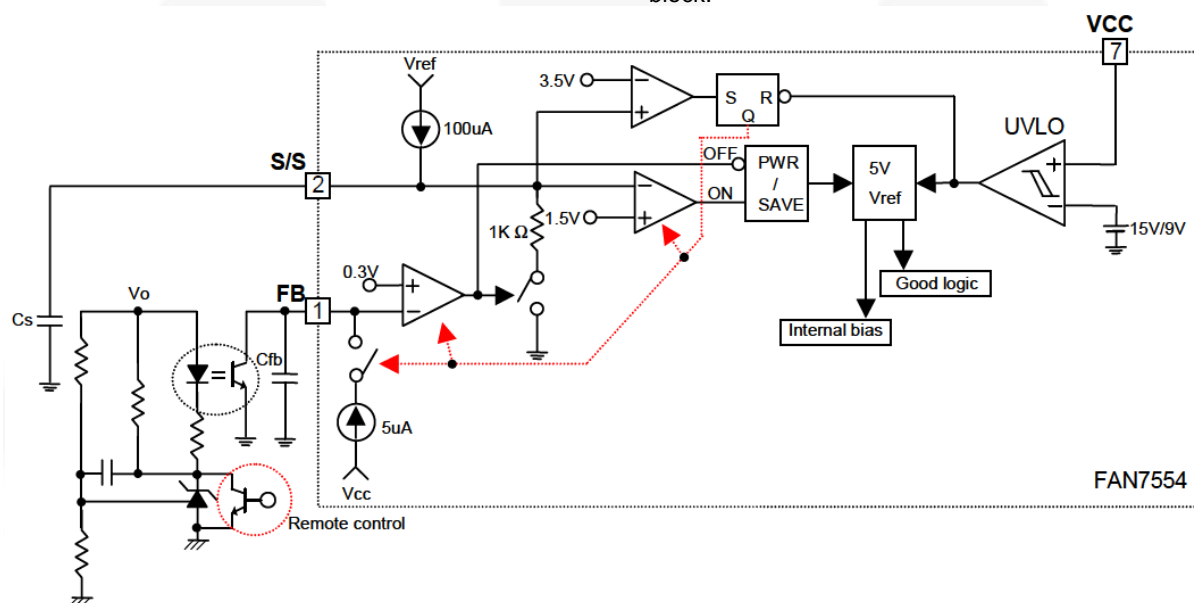 block.
VCC
7
Vref
3.5V
S R
Q
100uA
UVLO
S/S
2
OFF
PWR
/
SAVE
5V
Vref
ON
1.5V
1K Ω
15V/9V
0.3V
Good logic
Vo
FB
1
Internal bias
Cs
Cfb
5uA
Vcc
FAN7554
Remote control